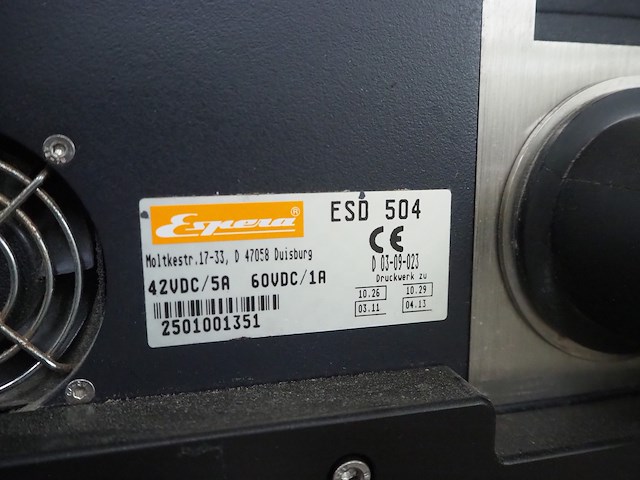 Espera®
ESD 504
Moltkestr.17-33, D 47058 Duisburg
CE
D 03-09-023
42VDC/5A 60VDC/1A
Druckwerk zu
10.26 10.29
03.11 04.13
2501001351